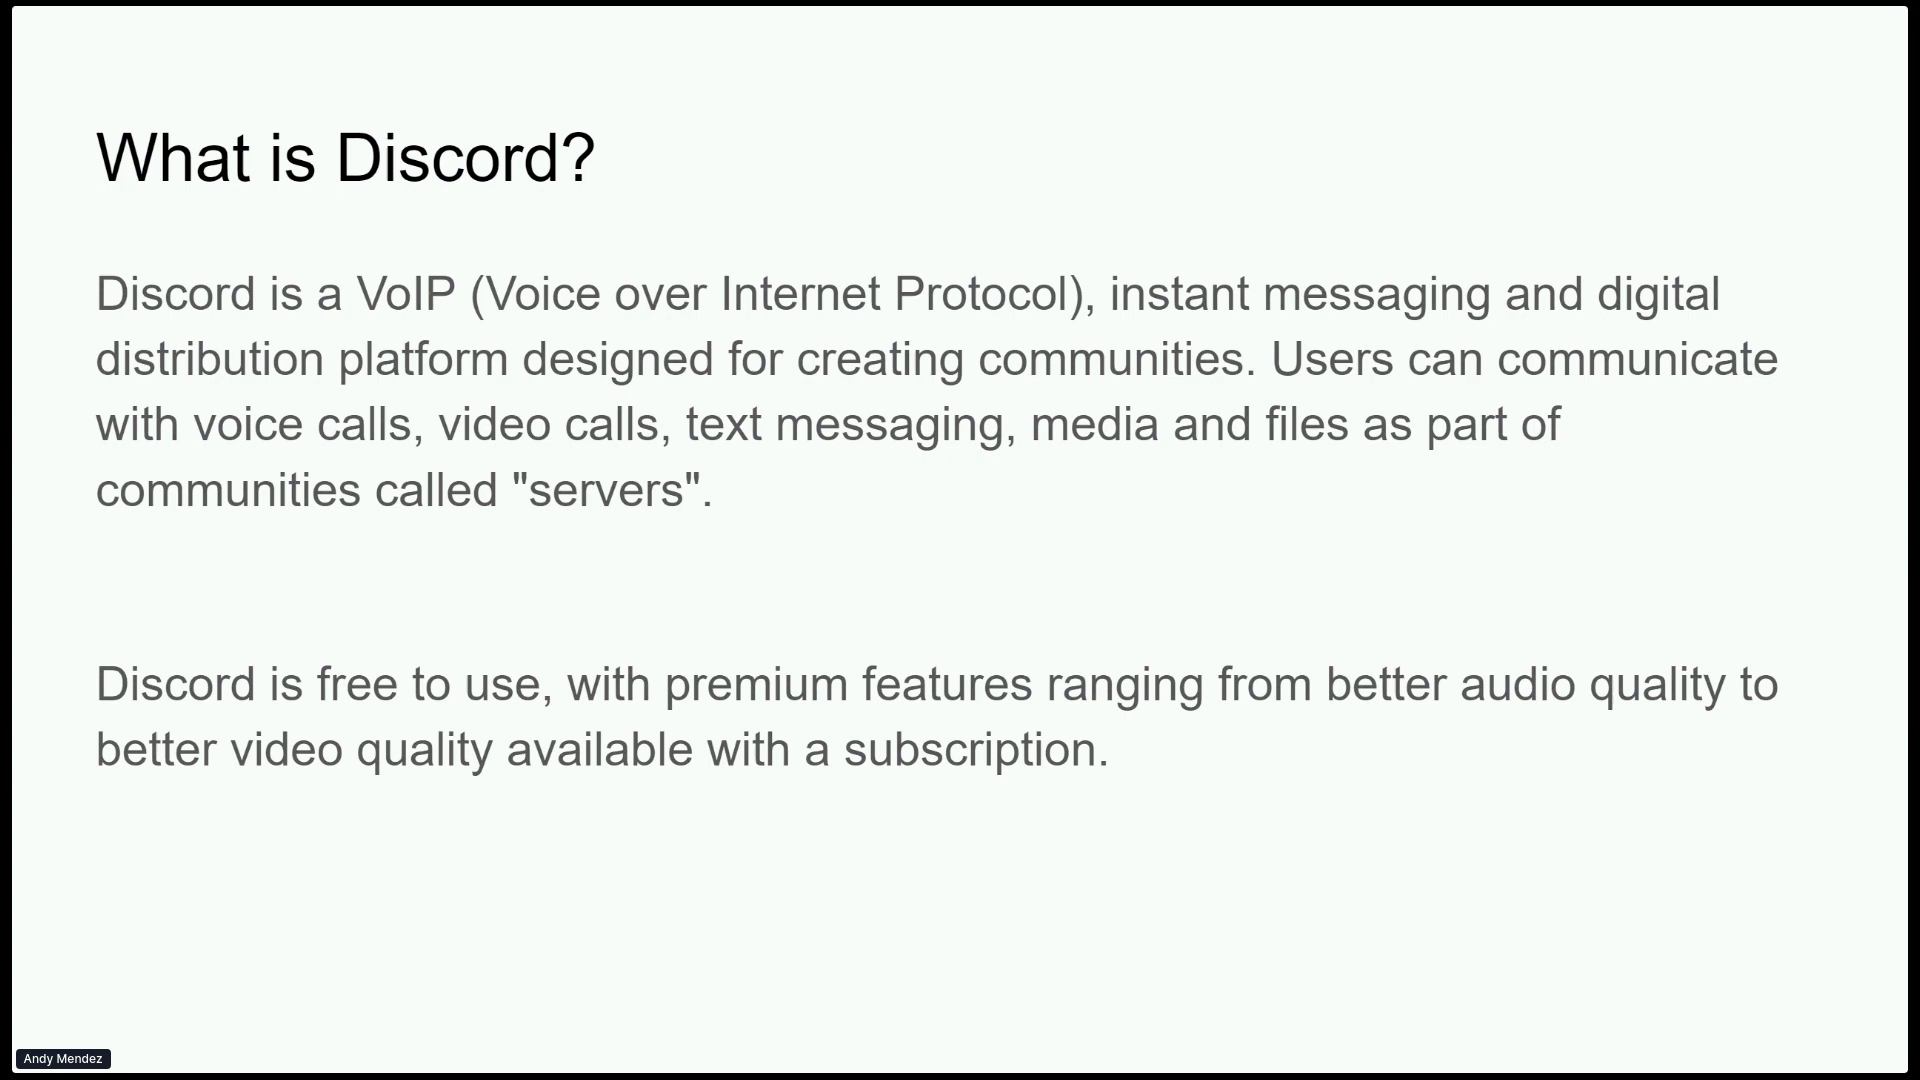 What is Discord?
Discord is a VoIP (Voice over Internet Protocol), instant messaging and digital
distribution platform designed for creating communities. Users can communicate
with voice calls, video calls, text messaging, media and files as part of
communities called "servers".
Discord is free to use, with premium features ranging from better audio quality to
better video quality available with a subscription.
Andy Mendez